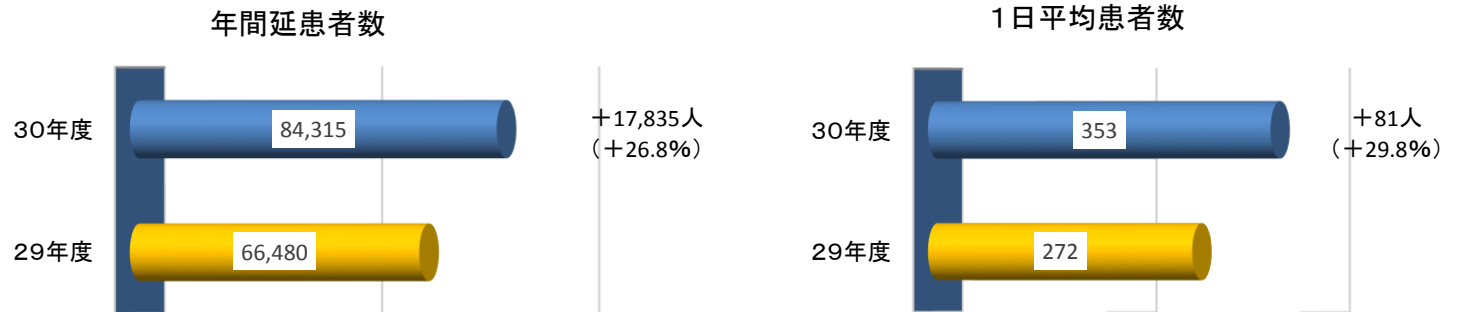 年間延患者数
30年度
84,315
+17,835人
(+26.8%)
29年度
66,480
1日平均患者数
30年度
353
+81人
(+29.8%)
29年度
272